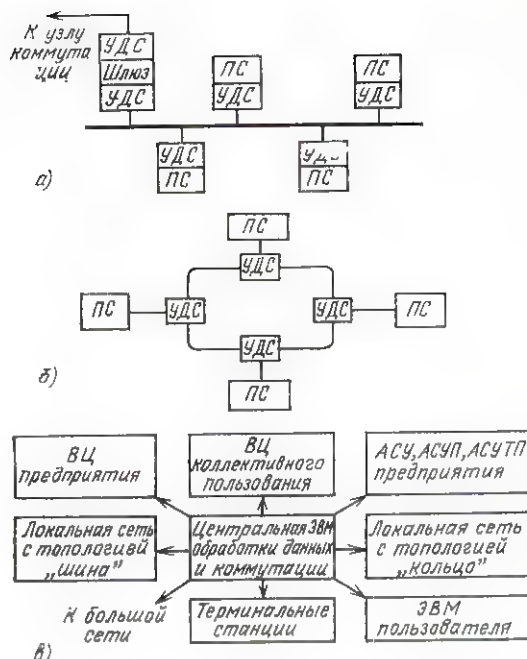 К узлу
коммута
ции
УДС
Шлюз
УДС
ПС
УДС
ПС
УДС
УДС
ПС
ПС
а)
ПС
УДС
ПС
УДС
УДС
ПС
УДС
ПС
б)
ВЦ
предприятия
ВЦ
коллективного
пользования
АСУ, АСУП, АСУТП
предприятия
Локальная сеть
с топологией
„шина"
Центральная ЭВМ
обработки данных
и коммутации
Локальная сеть
с топологией
„кольцо"
К большой
сети
Терминальные
станции
ЭВМ
пользователя
в)